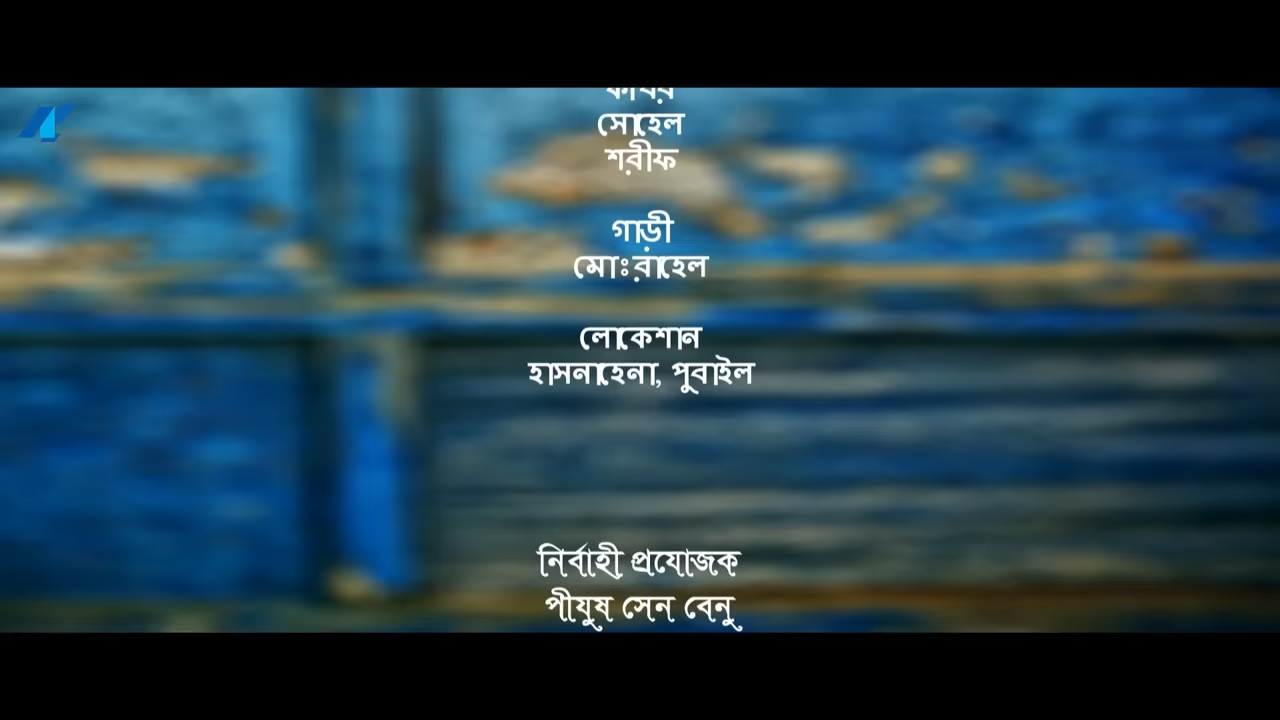 সোহেল
শরীফ
গাড়ী
মোঃরাহেল
লোকেশান
হাসনাহেনা, পুবাইল
নির্বাহী প্রযোজক
পীযুষ সেন বেনু